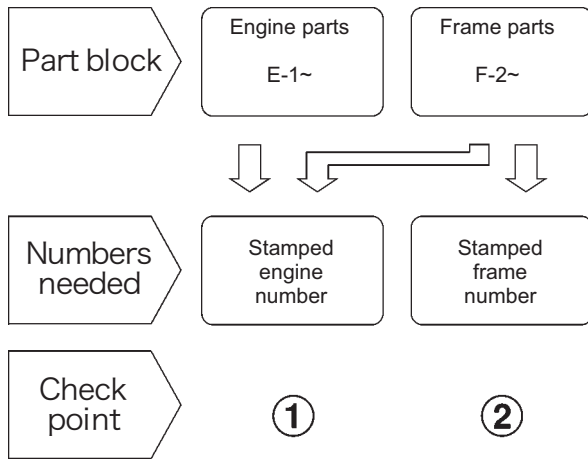 Part block
Engine parts
E-1~
Frame parts
F-2~
Numbers
needed
Stamped
engine
number
Stamped
frame
number
Check
point
①
②